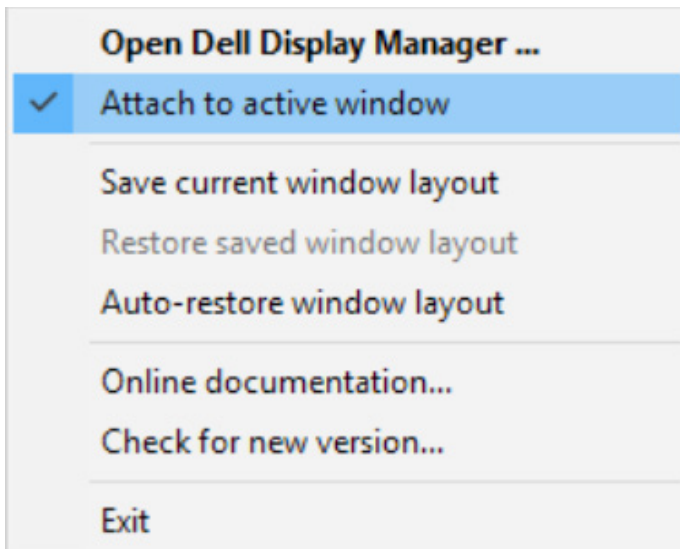 Open Dell Display Manager ...
Attach to active window
Save current window layout
Restore saved window layout
Auto-restore window layout
Online documentation...
Check for new version...
Exit